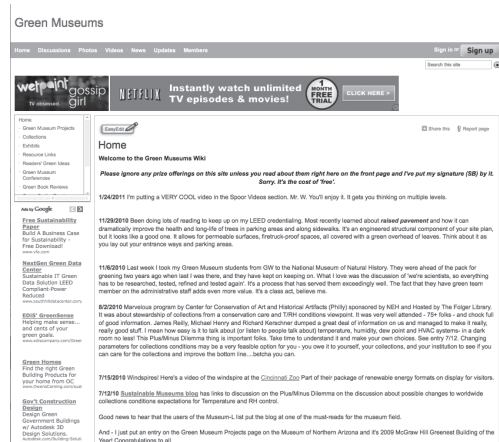 Green Museums
Home Discussions Photos Videos News Updates Members
Sign in or Sign up
Search this site
wetpaint gossip girl
TV obsessed.
NETFLIX Instantly watch unlimited TV episodes & movies! 1 MONTH FREE TRIAL CLICK HERE >
Home
Green Museum Projects
Collections
Exhibits
Resource Links
Readers' Green Ideas
Green Museum
Conferencies
Green Book Reviews
EasyEdit
Share this Report page
Home
Welcome to the Green Museums Wiki
Please ignore any prize offerings on this site unless you read about them right here on the front page and I've put my signature (SB) by it.
Sorry. It's the cost of 'free'.
1/24/2011 I'm putting a VERY COOL video in the Spoor Videos section. Mr. W. You'll enjoy it. It gets you thinking on multiple levels.
11/29/2010 Been doing lots of reading to keep up on my LEED credentialing. Most recently learned about raised pavement and how it can
dramatically improve the health and long-life of trees in parking areas and along sidewalks. It's an engineered structural component of your site plan,
but it looks like a good one. It allows for permeable surfaces, firetruck-proof spaces, all covered with a green overhead of leaves. Think about it as
you lay out your entrance ways and parking areas.
11/6/2010 Last week I took my Green Museum students from GW to the National Museum of Natural History. They were ahead of the pack for
greening two years ago when I last was there, and they have kept on keeping on. What I love was the discussion of 'we're scientists, so everything
has to be researched, tested, refined and tested again'. It's a process that has served them exceedingly well. The fact that they have green team
member on the administrative staff adds even more value. It's a class act, believe me.
8/2/2010 Marvelous program by Center for Conservation of Art and Historical Artifacts (Philly) sponsored by NEH and Hosted by The Folger Library.
It was about stewardship of collections from a conservation care and T/RH conditions viewpoint. It was very well attended - 75+ folks - and chock full
of good information. James Reilly, Michael Henry and Richard Kerschner dumped a great deal of information on us and managed to make it really,
really good stuff. I mean how easy is it to talk about (or listen to people talk about) temperature, humidity, dew point and HVAC systems- in a dark
room no less! This Plus/Minus Dilemma thing is important folks. Take time to understand it and make your own choices. See entry 7/12. Changing
parameters for collections conditions may be a very feasible option for you - you owe it to yourself, your collections, and your institution to see if you
can care for the collections and improve the bottom line....betcha you can.
7/15/2010 Windspires! Here's a video of the windspire at the Cincinnati Zoo Part of their package of renewable energy formats on display for visitors.
7/12/10 Sustainable Museums blog has links to discussion on the Plus/Minus Dilemma on the discussion about possible changes to worldwide
collections conditions expectations for Temperature and RH control.
Good news to hear that the users of the Museum-L list put the blog at one of the must-reads for the museum field.
And - I just put an entry on the Green Museum Projects page on the Museum of Northern Arizona and it's 2009 McGraw Hill Greenest Building of the
Year! Congratulations to all
Ads by Google
Free Sustainability
Paper
Build A Business Case
for Sustainability -
Free Download!
www.vfa.com
NextGen Green Data
Center
Sustainable IT Green
Data Solution LEED
Compliant-Power
Reduced
EDIS' GreenSense
Helping make sense...
and cents of your
green goals.
Green Homes
Find the right Green
Building Products for
your home from OC
Gov't Construction
Design
Design Green
Government Buildings
w/ Autodesk 3D
Design Solutions.